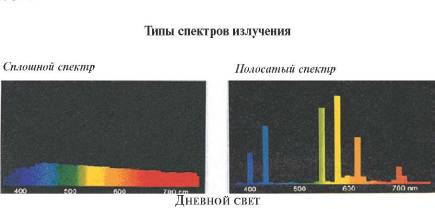 Типы спектров излучения
Сплошной спектр
Полосатый спектр
400 500 600 700 nm
400 500 600 700 nm
Дневной свет